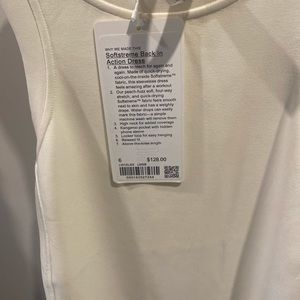 WHY WE MADE THIS
Softstreme Back in
Action Dress
1. A dress to reach for again and
again. Made of quick-drying,
cool-on-the-inside Softstreme™
fabric, this sleeveless dress
feels amazing after a workout
2. Our peach-fuzz soft, four-way
stretch, and quick-drying
Softstreme™ fabric feels smooth
next to skin and has a weighty
drape. Water drops can easily
mark this fabric—a simple
machine wash will remove them
3. High neck for added coverage
4. Kangaroo pocket with hidden
phone sleeve
5. Locker loop for easy hanging
6. Relaxed fit
7. Above-the-knee length
6 $128.00